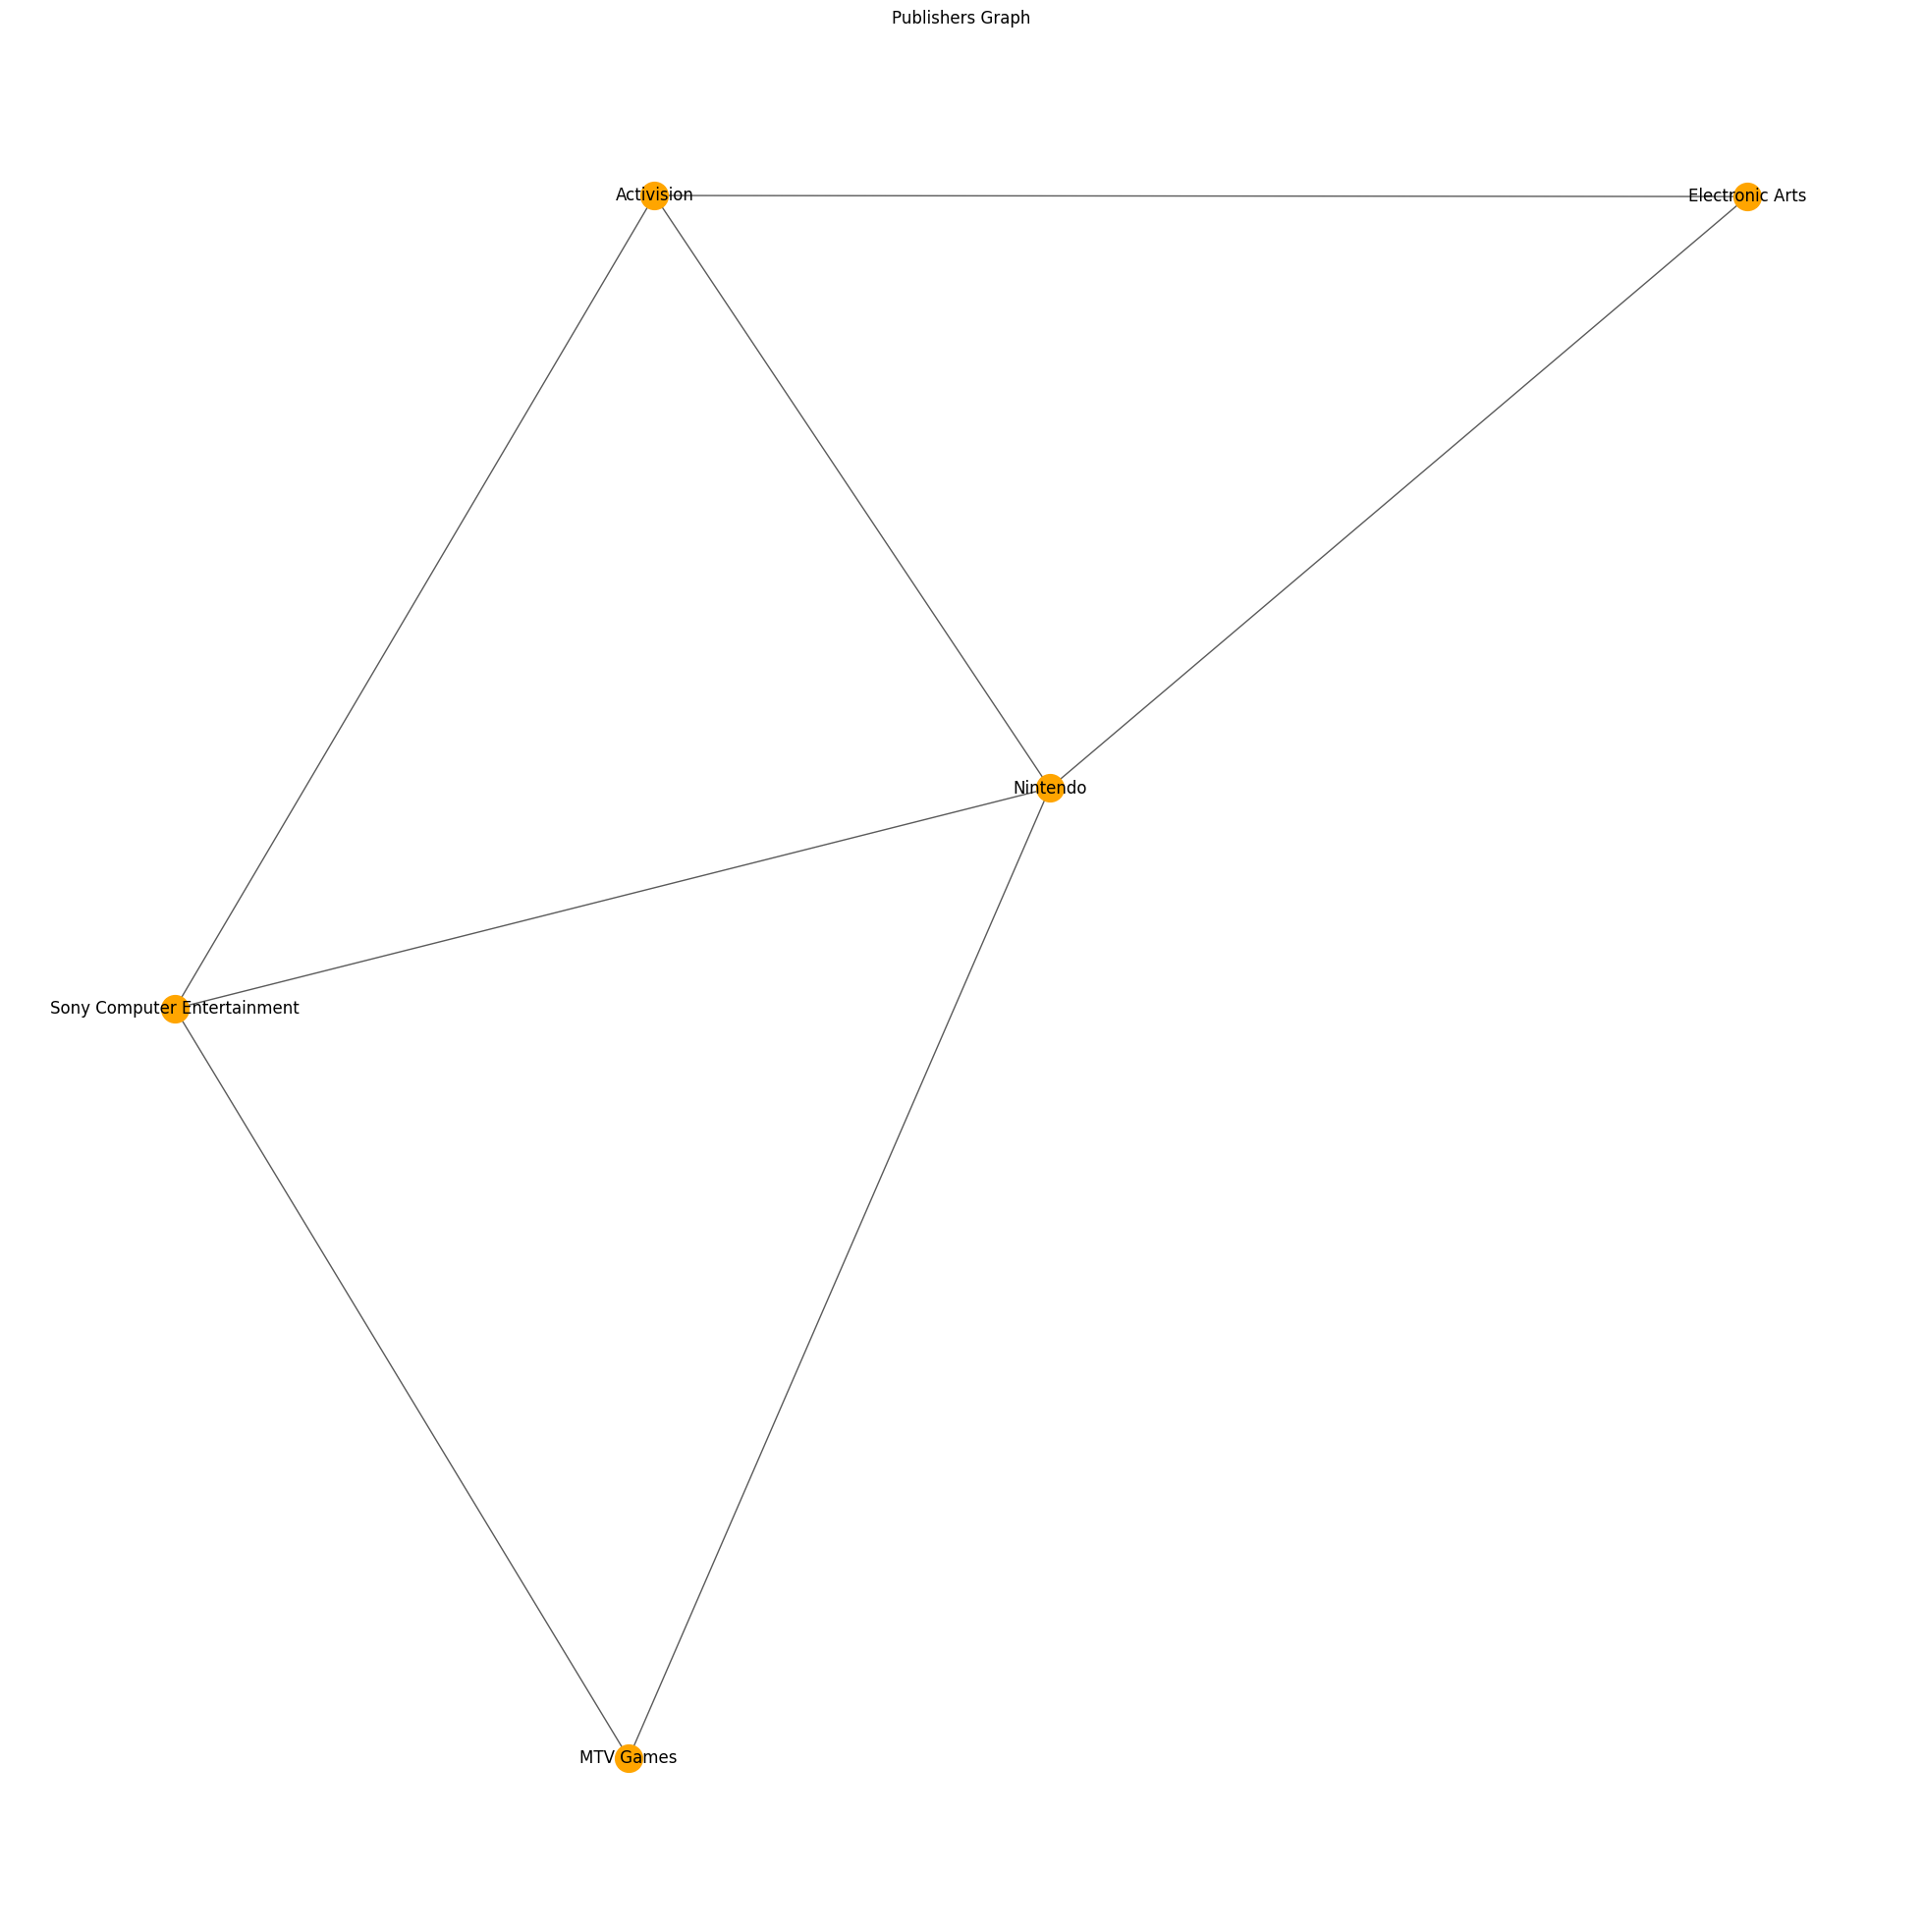 Publishers Graph
Activision
Electronic Arts
Nintendo
Sony Computer Entertainment
MTV Games